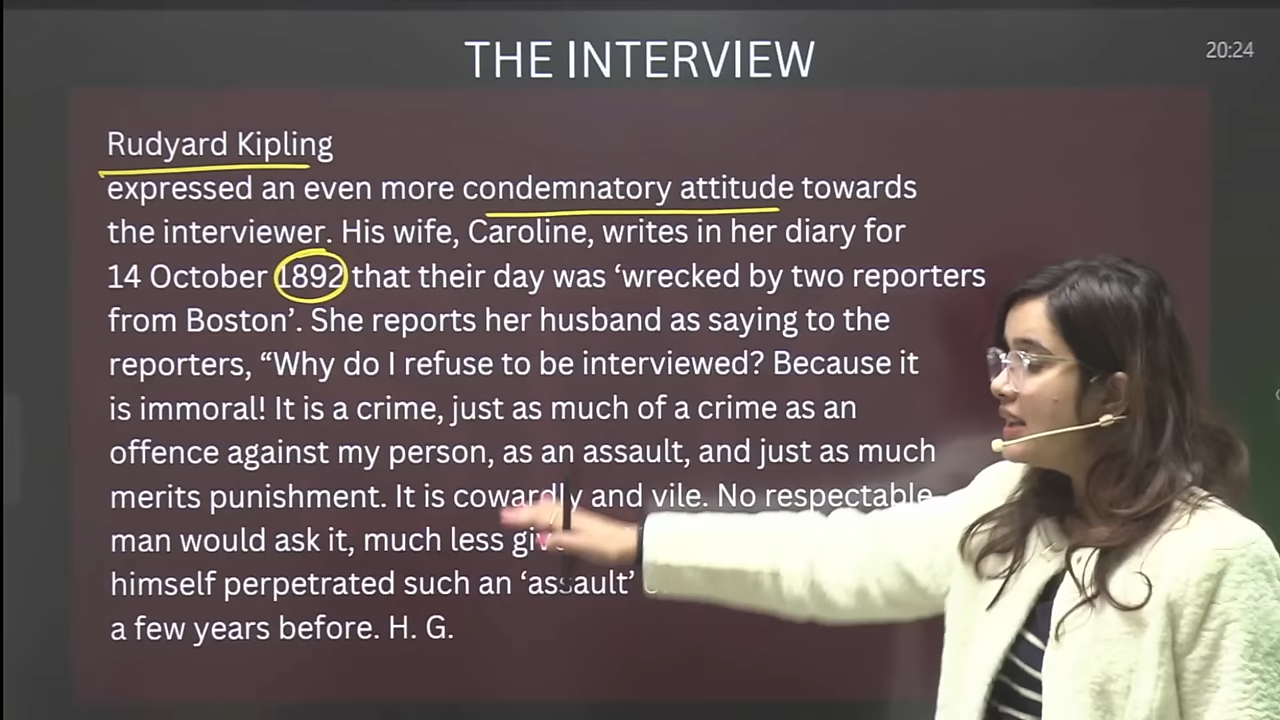 THE INTERVIEW
20:24
Rudyard Kipling
expressed an even more condemnatory attitude towards
the interviewer. His wife, Caroline, writes in her diary for
14 October 1892 that their day was ‘wrecked by two reporters
from Boston’. She reports her husband as saying to the
reporters, “Why do I refuse to be interviewed? Because it
is immoral! It is a crime, just as much of a crime as an
offence against my person, as an assault, and just as much
merits punishment. It is cowardly and vile. No respectable
man would ask it, much less
himself perpetrated such an ‘assault’
a few years before. H. G.